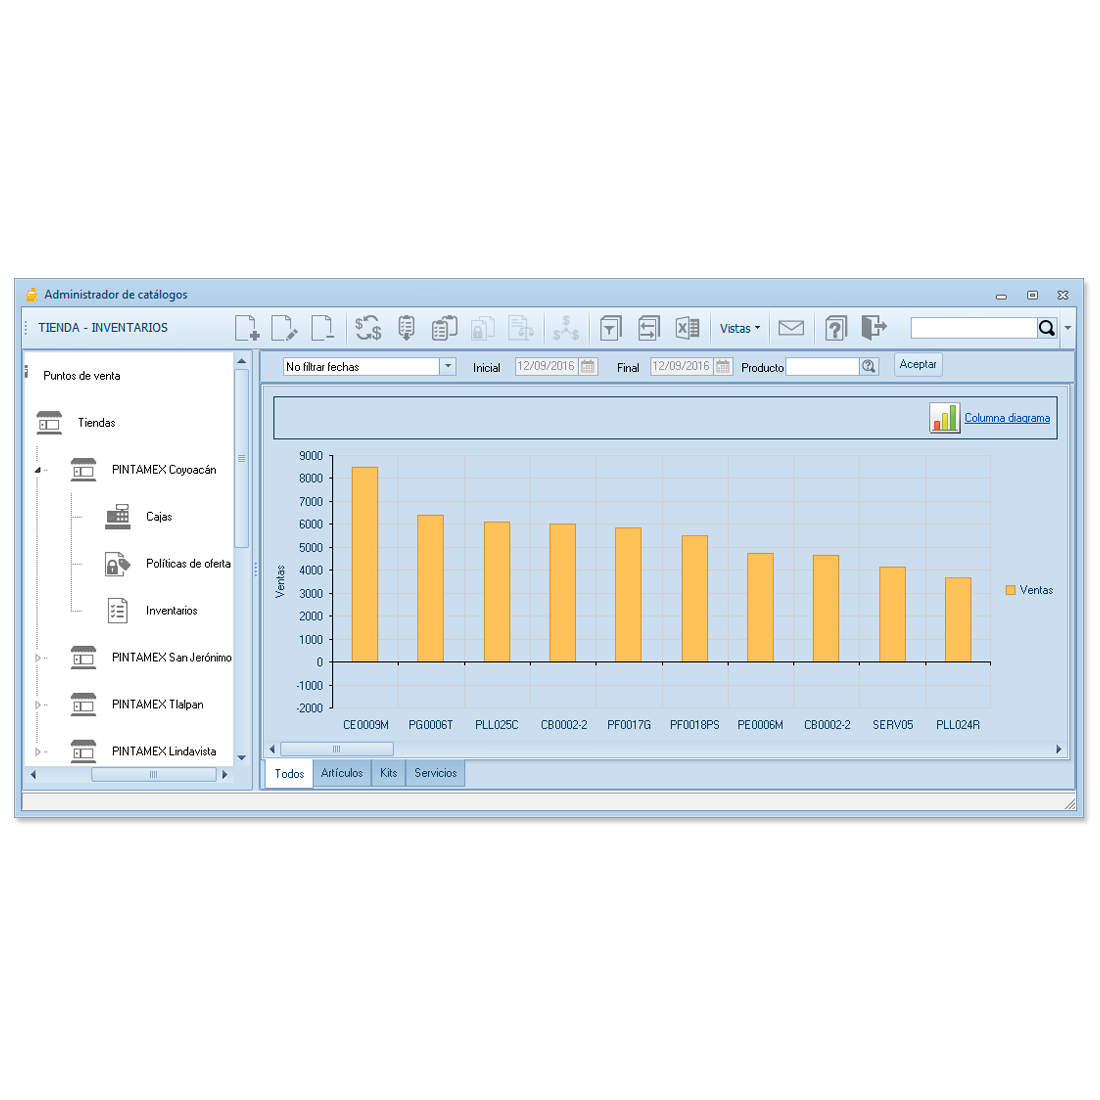 Administrador de catálogos
TIENDA - INVENTARIOS
Vistas
Puntos de venta
Tiendas
PINTAMEX Coyoacán
Cajas
Políticas de oferta
Inventarios
PINTAMEX San Jerónimo
PINTAMEX Tlalpan
PINTAMEX Lindavista
No filtrar fechas Inicial 12/09/2016 Final 12/09/2016 Producto Aceptar
Columna diagrama
9000
8000
7000
6000
5000
4000
3000
2000
1000
0
-1000
-2000
Ventas
CE0009M PG0006T PLL025C CB0002-2 PF0017G PF0018PS PE0006M CB0002-2 SERV05 PLL024R
Ventas
Todos Artículos Kits Servicios